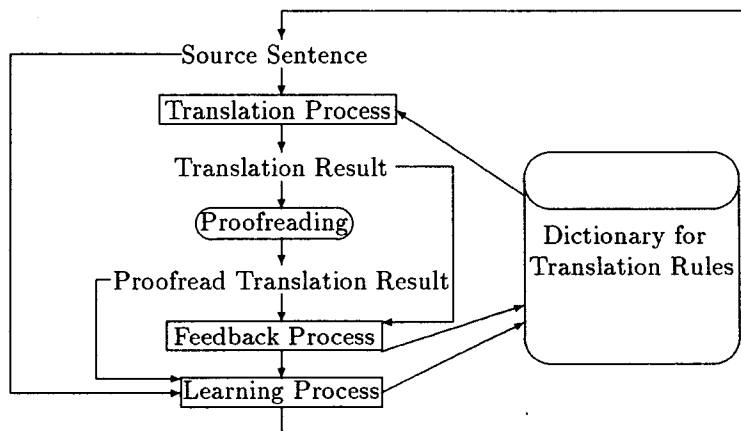 Source Sentence
Translation Process
Translation Result
Proofreading
Dictionary for
Translation Rules
Proofread Translation Result
Feedback Process
Learning Process